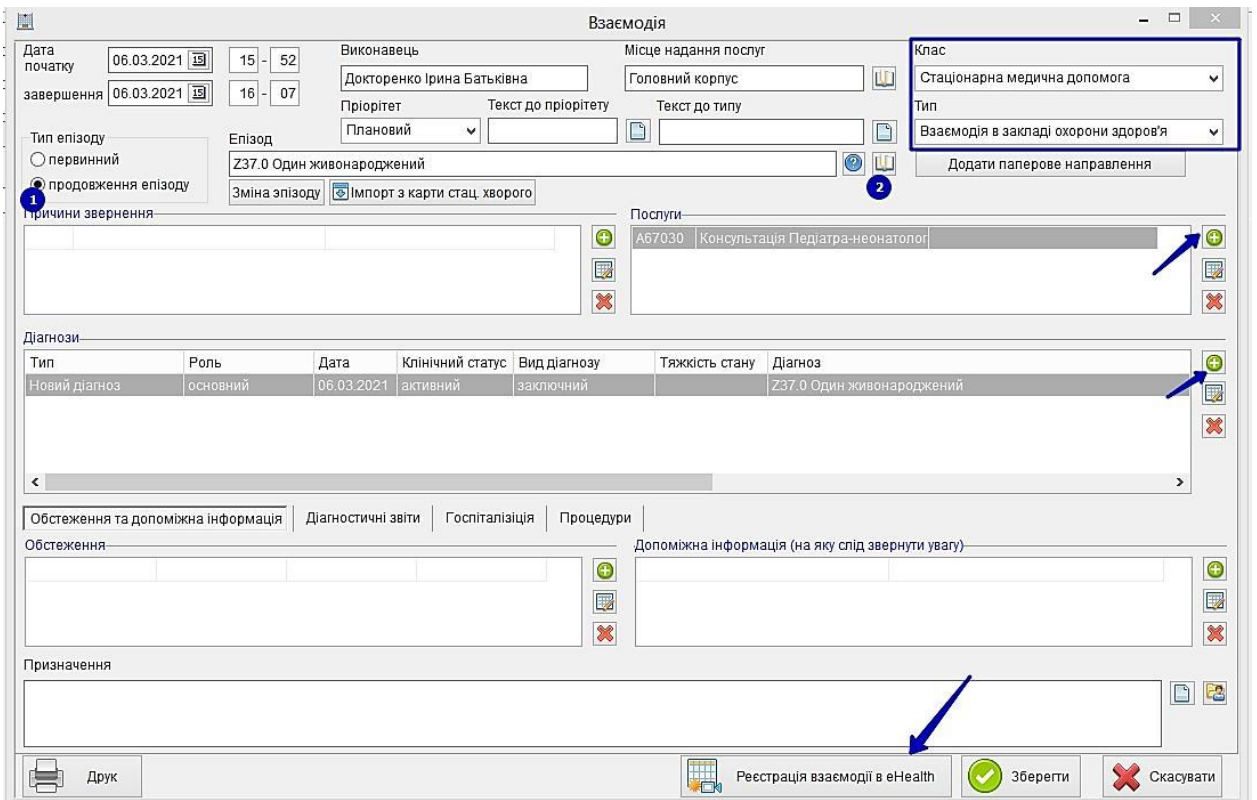 Взаємодія
Дата початку 06.03.2021 15 15 - 52
завершення 06.03.2021 15 16 - 07
Виконавець
Докторенко Ірина Батьківна
Місце надання послуг
Головний корпус
Клас
Стаціонарна медична допомога
Тип
Взаємодія в закладі охорони здоров'я
Пріорітет
Плановий
Текст до пріорітету
Текст до типу
Тип епізоду
первинний
продовження епізоду
1
Епізод
Z37.0 Один живонароджений
2
Додати паперове направлення
Зміна эпізоду
Імпорт з карти стац. хворого
Причини звернення
Послуги
A67030 Консультація Педіатра-неонатолог
Діагнози
Тип Роль Дата Клінічний статус Вид діагнозу Тяжкість стану Діагноз
Новий діагноз основний 06.03.2021 активний заключний Z37.0 Один живонароджений
Обстеження та допоміжна інформація Діагностичні звіти Госпіталізіція Процедури
Обстеження
Допоміжна інформація (на яку слід звернути увагу)
Призначення
Друк
Реєстрація взаємодії в eHealth
Зберегти
Скасувати